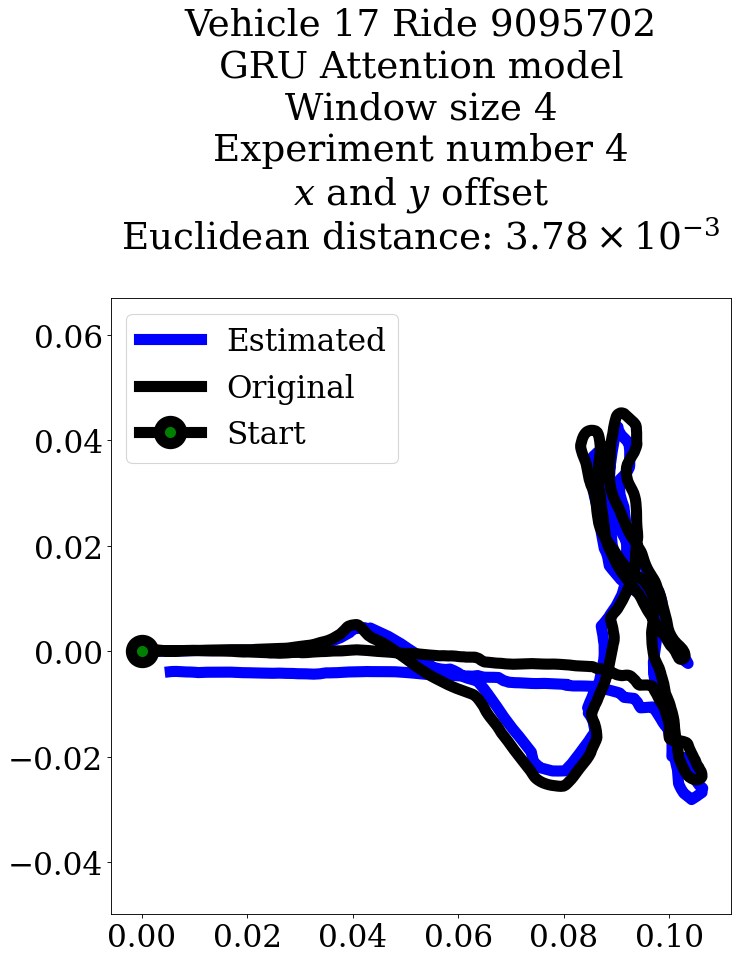 Vehicle 17 Ride 9095702
GRU Attention model
Window size 4
Experiment number 4
x and y offset
Euclidean distance: 3.78 × 10⁻³
Estimated
Original
Start
0.06
0.04
0.02
0.00
−0.02
−0.04
0.00 0.02 0.04 0.06 0.08 0.10